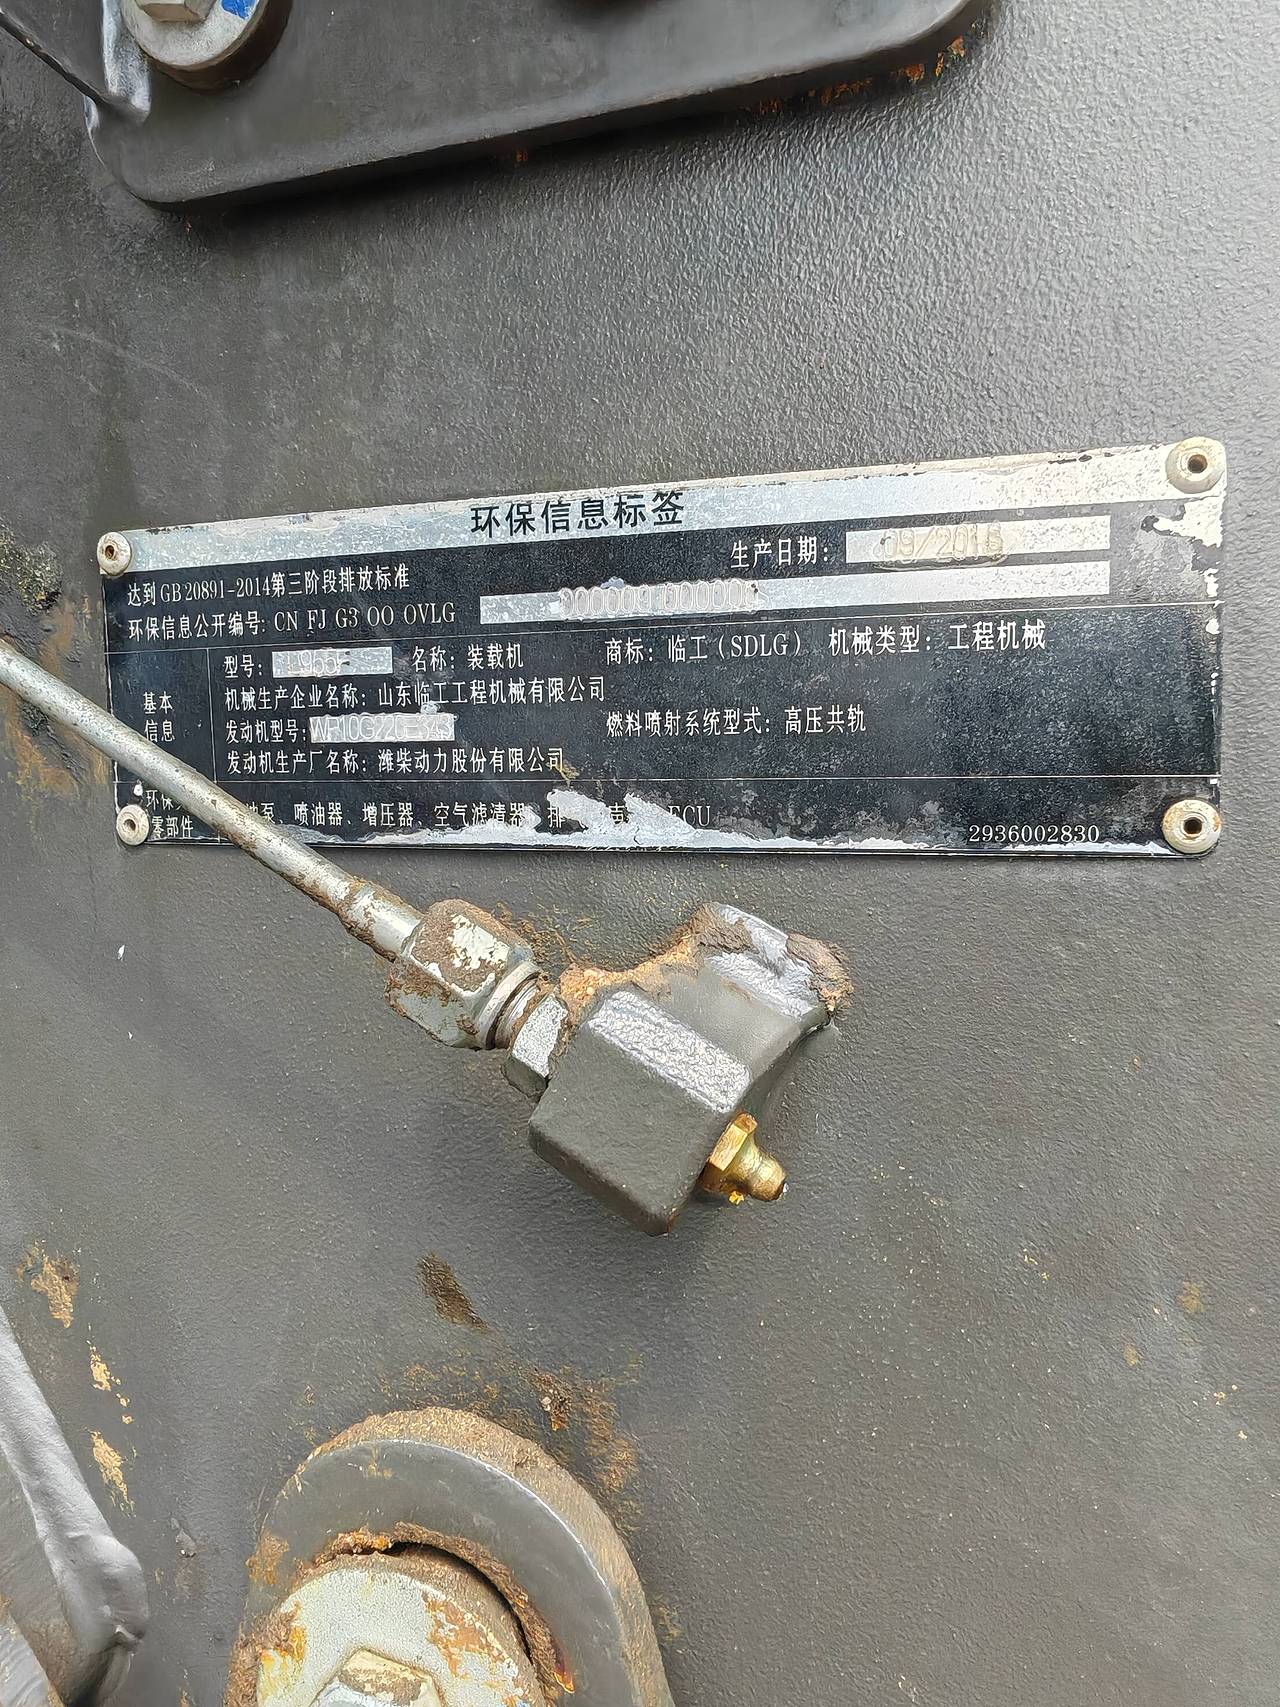 环保信息标签
达到GB 20891-2014第三阶段排放标准 生产日期:
环保信息公开编号: CN FJ G3 OO OVLG
型号: 名称: 装载机 商标: 临工(SDLG) 机械类型: 工程机械
基本信息 机械生产企业名称: 山东临工工程机械有限公司
发动机型号: 燃料喷射系统型式: 高压共轨
发动机生产厂名称: 潍柴动力股份有限公司
零部件 喷油器、增压器、空气滤清器、 ECU
2936002830